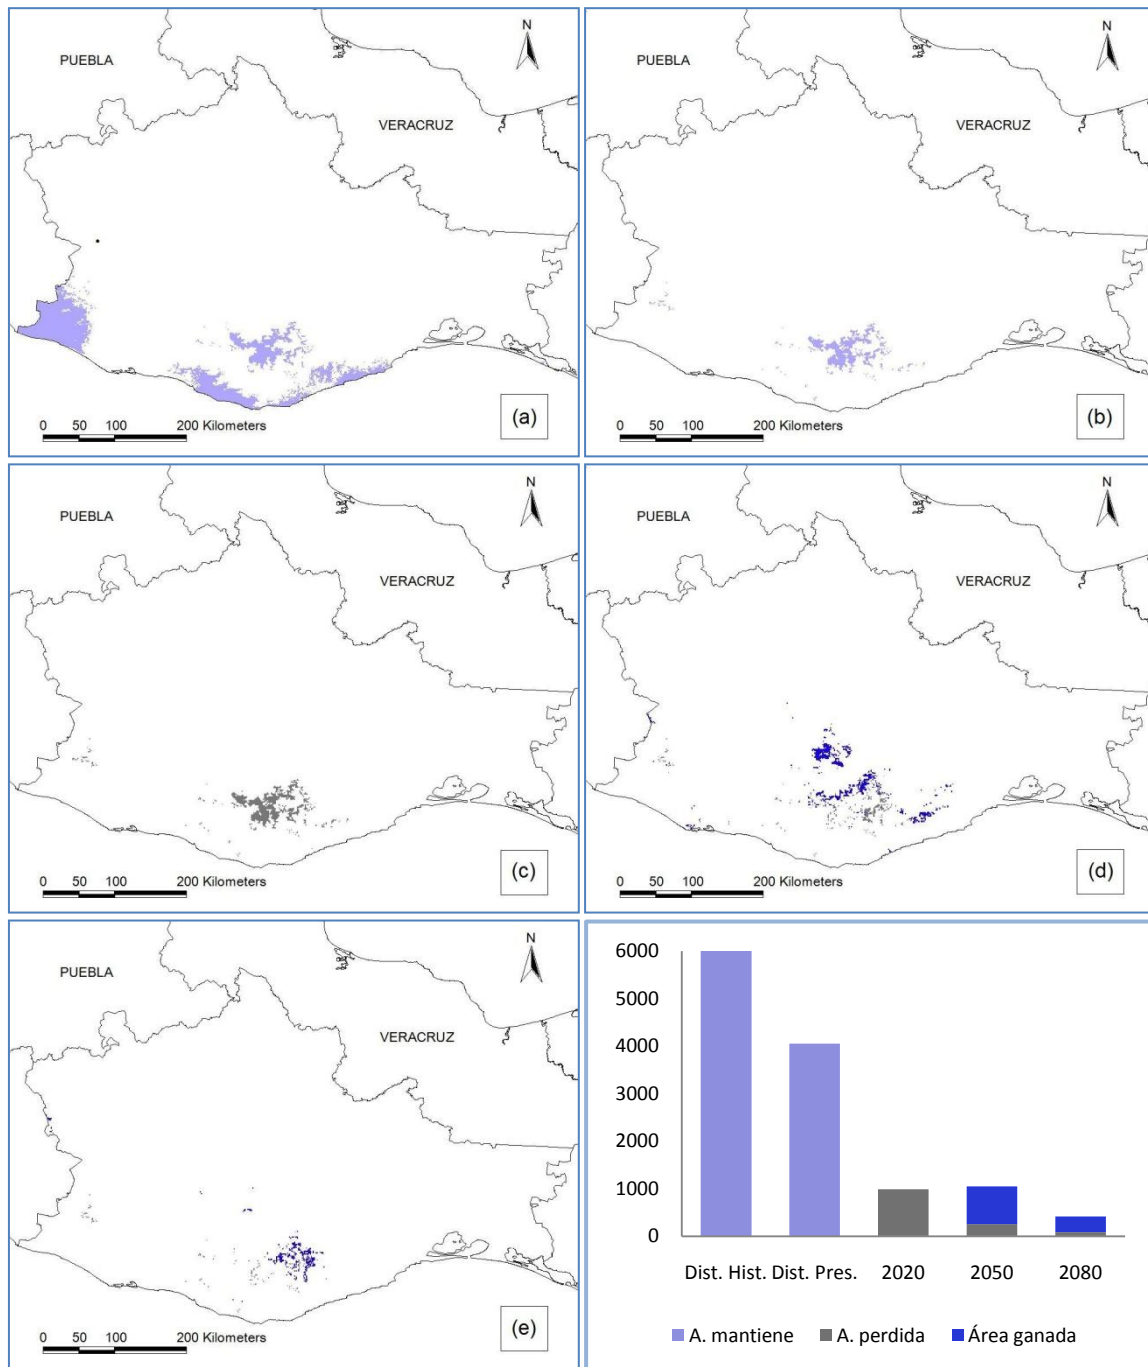 N
PUEBLA
VERACRUZ
0 50 100 200 Kilometers
(a)
N
PUEBLA
VERACRUZ
0 50 100 200 Kilometers
(b)
N
PUEBLA
VERACRUZ
0 50 100 200 Kilometers
(c)
N
PUEBLA
VERACRUZ
0 50 100 200 Kilometers
(d)
N
PUEBLA
VERACRUZ
0 50 100 200 Kilometers
(e)
6000
5000
4000
3000
2000
1000
0
Dist. Hist. Dist. Pres. 2020 2050 2080
A. mantiene A. perdida Área ganada